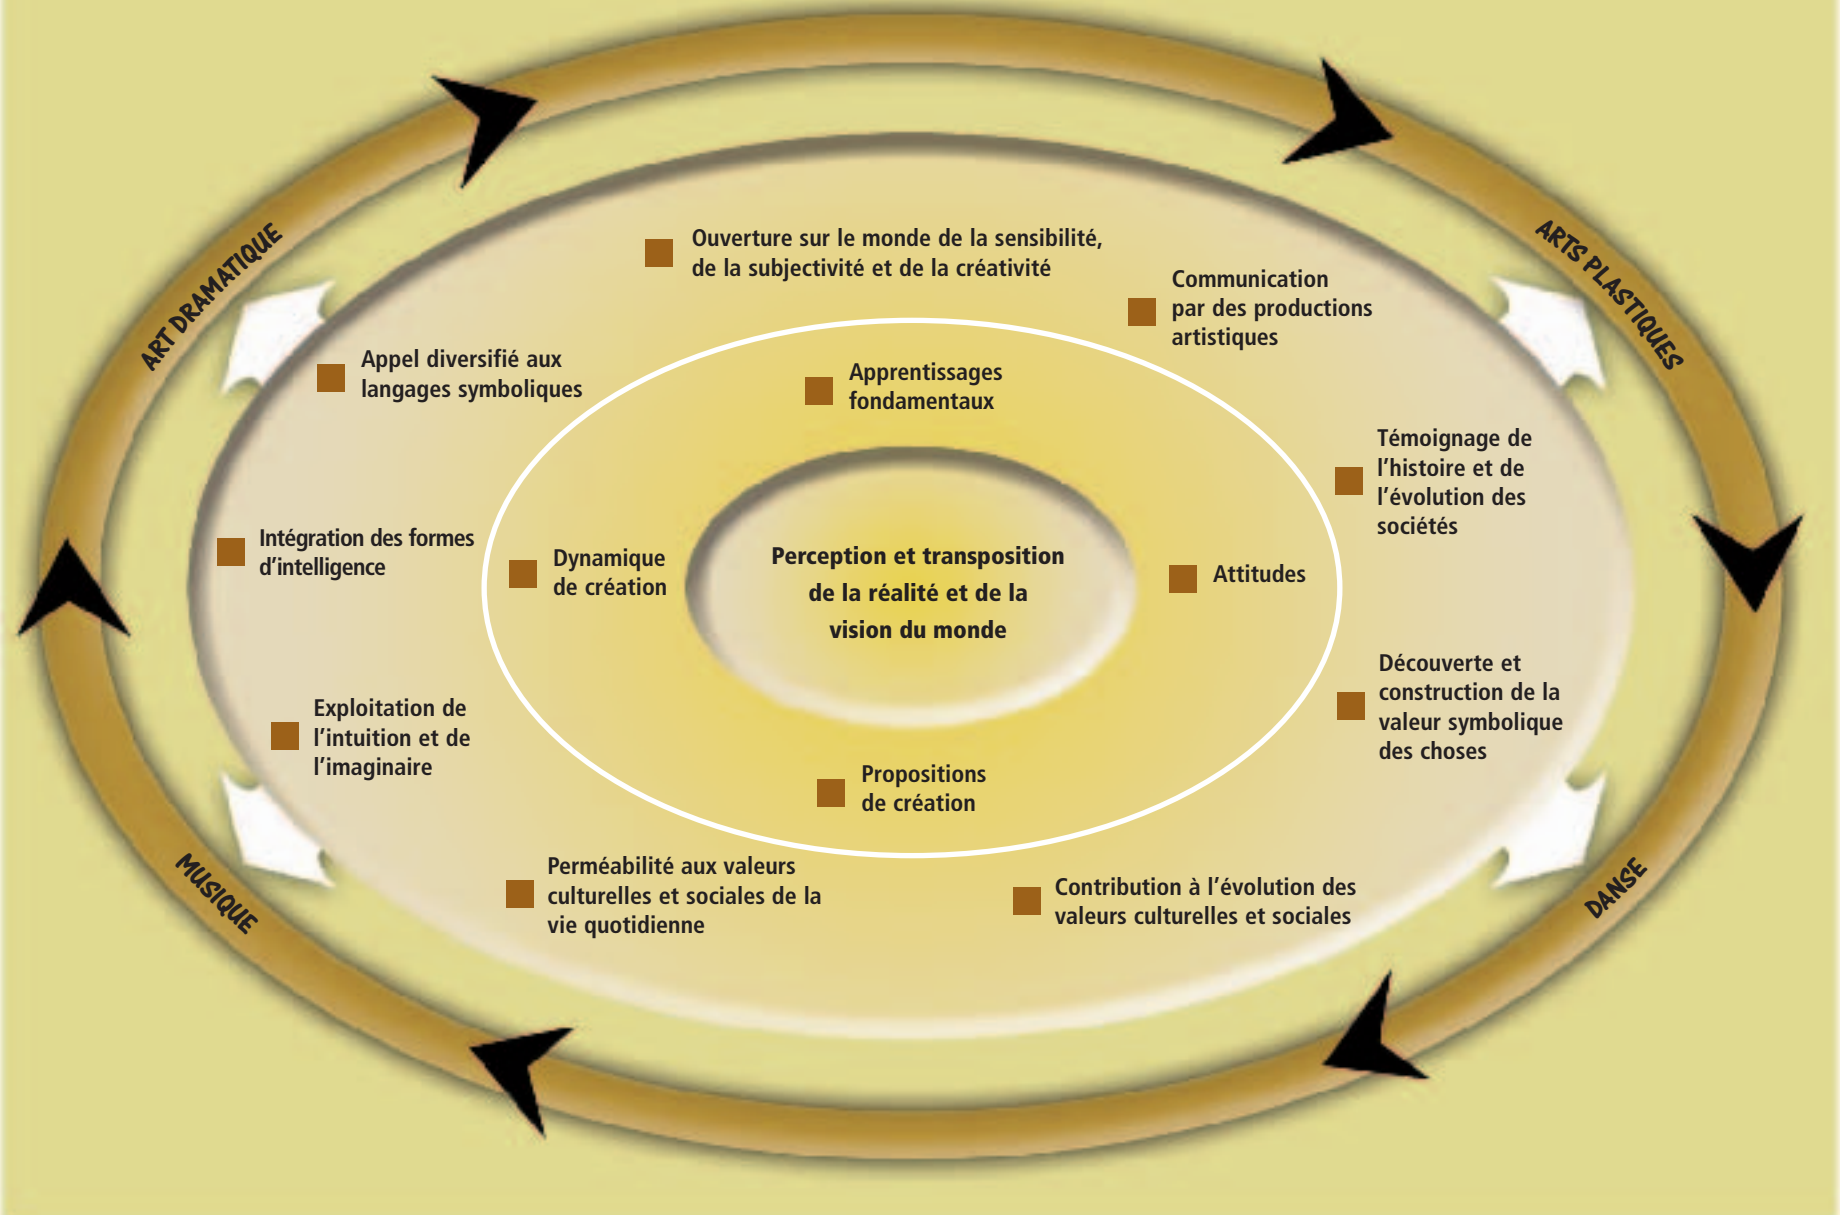 ART DRAMATIQUE
ARTS PLASTIQUES
DANSE
MUSIQUE
Ouverture sur le monde de la sensibilité,
de la subjectivité et de la créativité
Communication
par des productions
artistiques
Appel diversifié aux
langages symboliques
Apprentissages
fondamentaux
Témoignage de
l’histoire et de
l’évolution des
sociétés
Intégration des formes
d’intelligence
Dynamique
de création
Perception et transposition
de la réalité et de la
vision du monde
Attitudes
Exploitation de
l’intuition et de
l’imaginaire
Découverte et
construction de la
valeur symbolique
des choses
Propositions
de création
Perméabilité aux valeurs
culturelles et sociales de la
vie quotidienne
Contribution à l’évolution des
valeurs culturelles et sociales